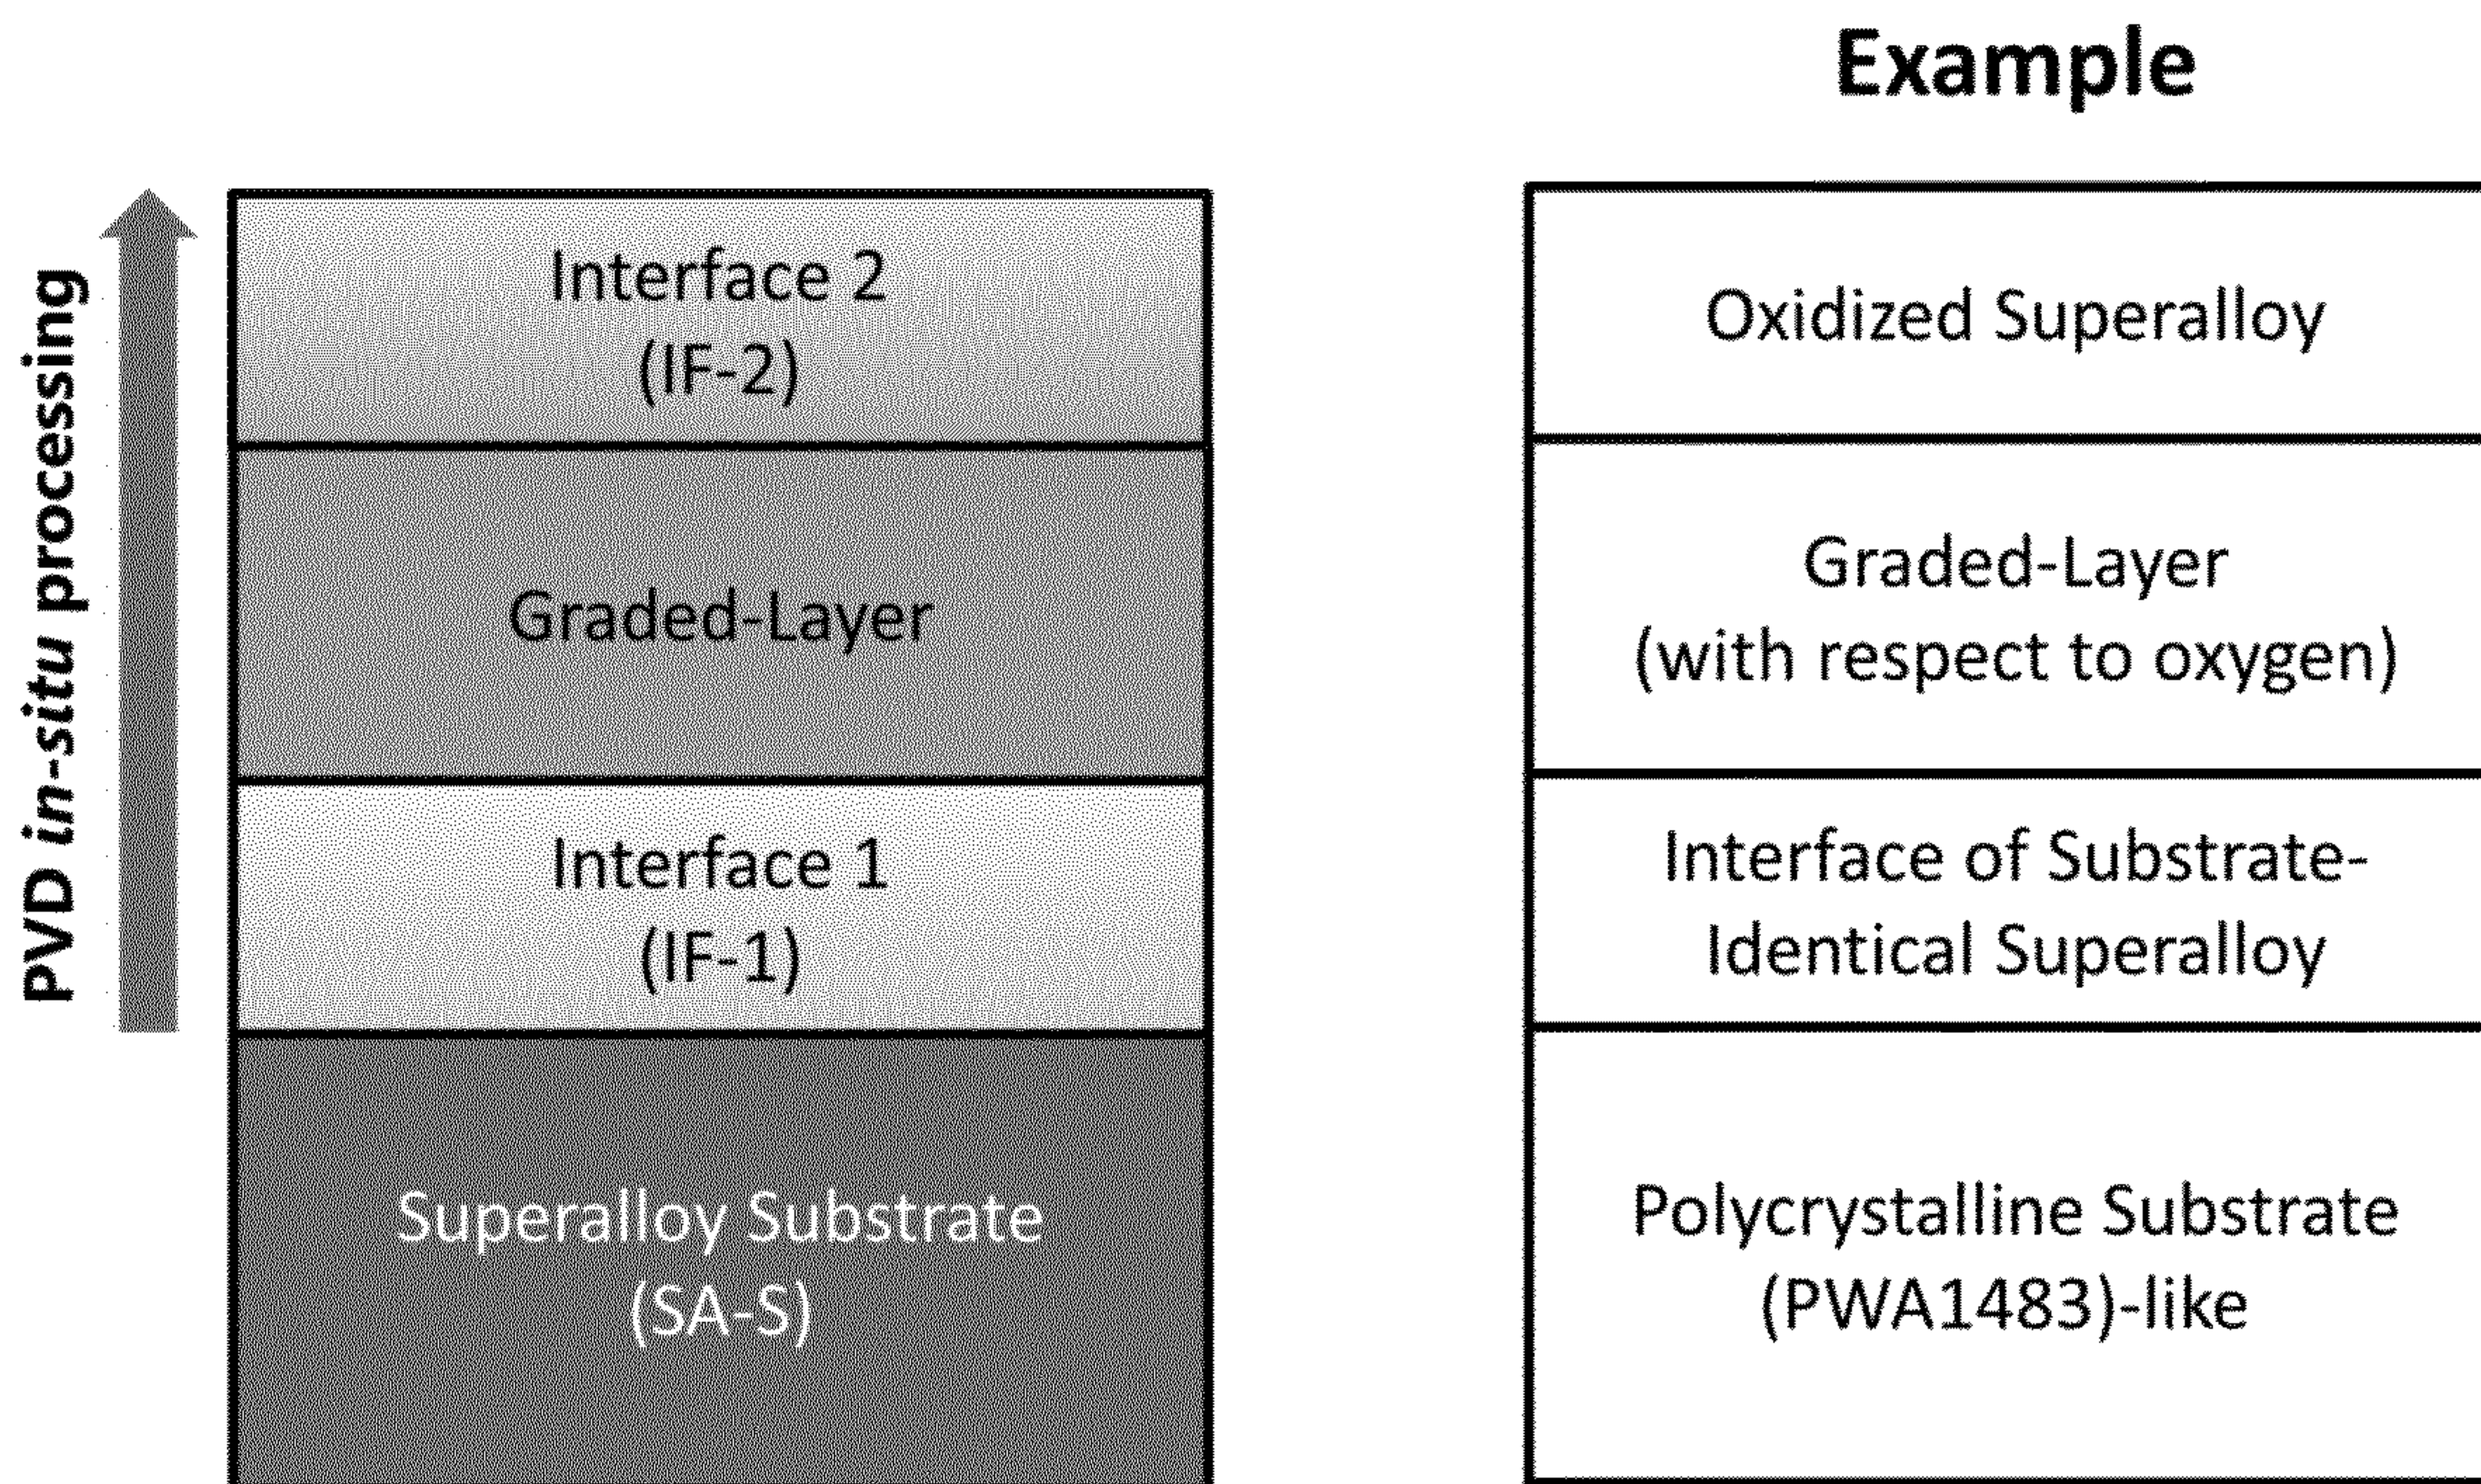 Example
PVD in-situ processing
Interface 2
(IF-2)
Graded-Layer
Interface 1
(IF-1)
Superalloy Substrate
(SA-S)
Oxidized Superalloy
Graded-Layer
(with respect to oxygen)
Interface of Substrate-
Identical Superalloy
Polycrystalline Substrate
(PWA1483)-like